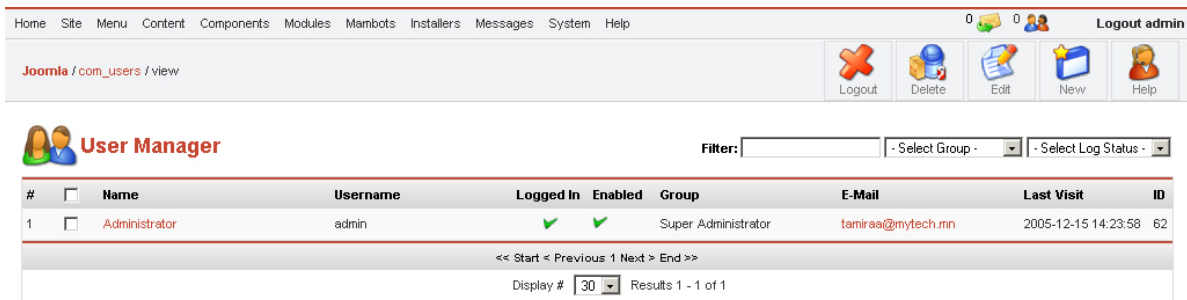 Home Site Menu Content Components Modules Mambots Installers Messages System Help 0 0 Logout admin
Joomla / com_users / view
Logout Delete Edit New Help
User Manager Filter: - Select Group - - Select Log Status -
# Name Username Logged In Enabled Group E-Mail Last Visit ID
1 Administrator admin Super Administrator tamiraa@mytech.mn 2005-12-15 14:23:58 62
<< Start < Previous 1 Next > End >>
Display # 30 Results 1 - 1 of 1